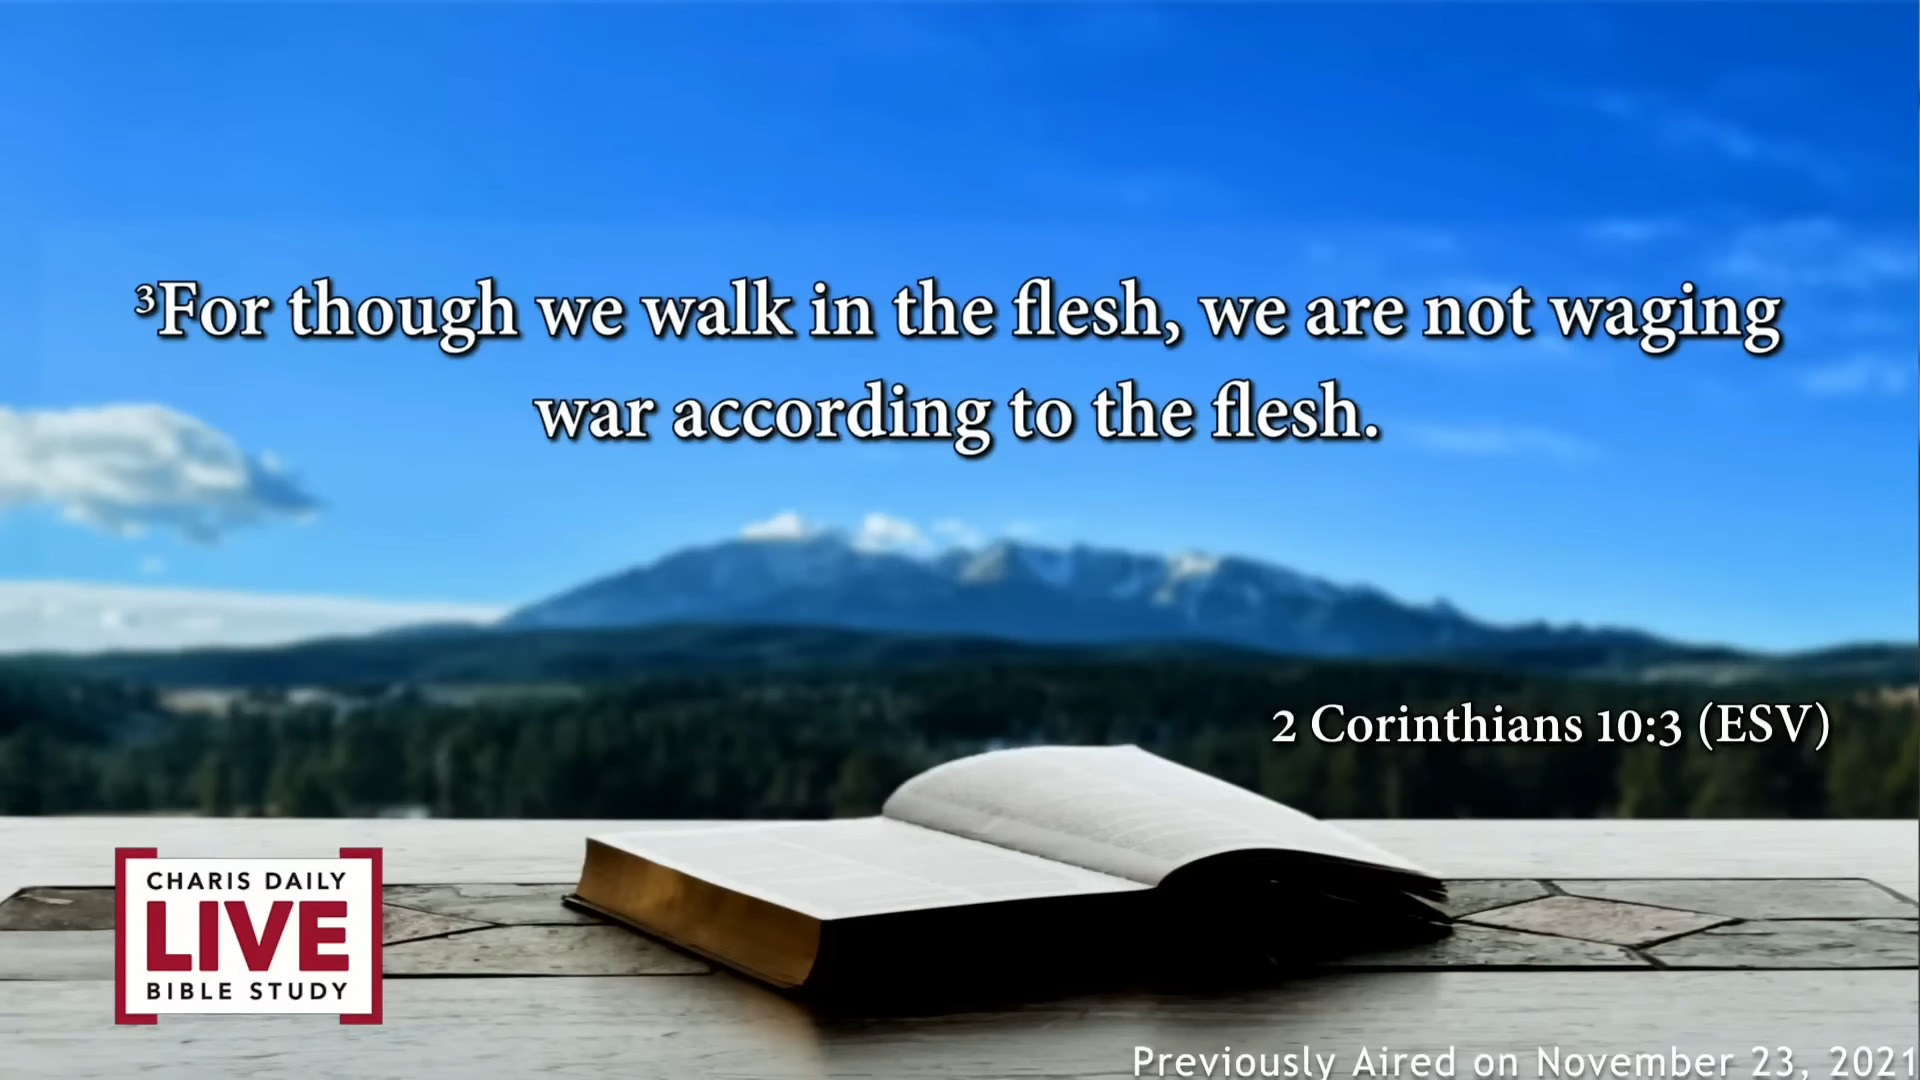 ³For though we walk in the flesh, we are not waging
war according to the flesh.
2 Corinthians 10:3 (ESV)
CHARIS DAILY
LIVE
BIBLE STUDY
Previously Aired on November 23, 2021